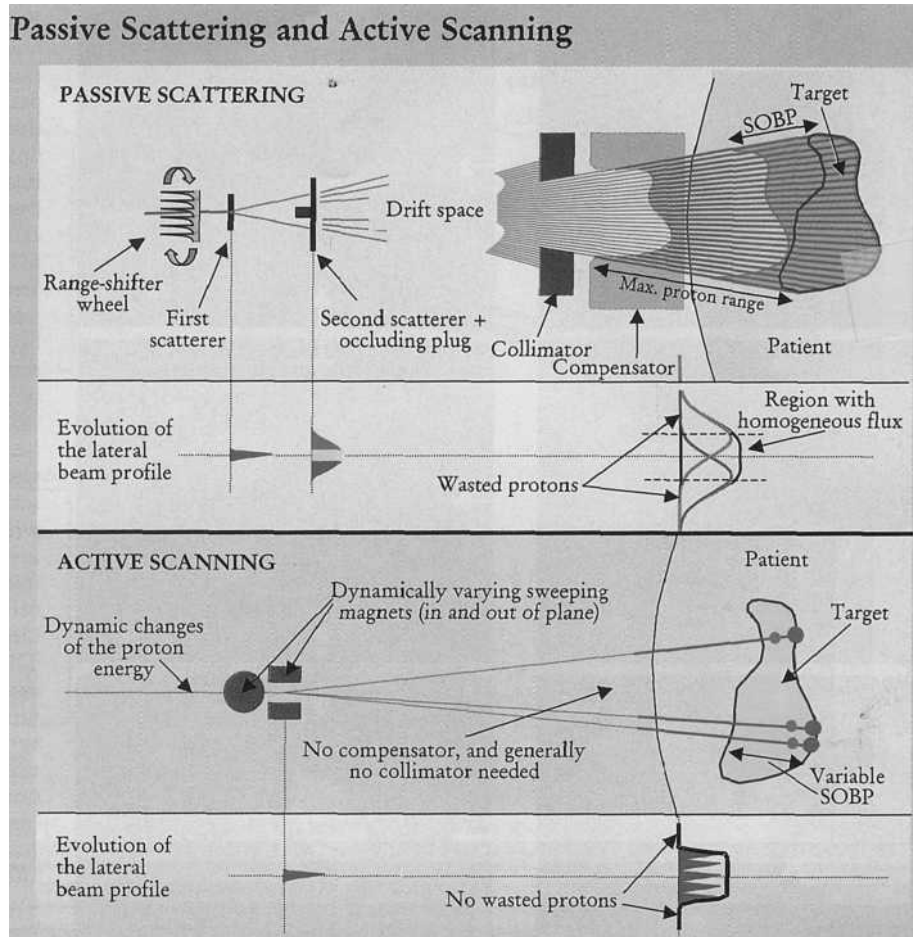 Passive Scattering and Active Scanning
PASSIVE SCATTERING
Target
SOBP
Drift space
Range-shifter
wheel
First
scatterer
Second scatterer +
occluding plug
Collimator
Compensator
Max. proton range
Patient
Evolution of
the lateral
beam profile
Wasted protons
Region with
homogeneous flux
ACTIVE SCANNING
Patient
Dynamically varying sweeping
magnets (in and out of plane)
Dynamic changes
of the proton
energy
Target
No compensator, and generally
no collimator needed
Variable
SOBP
Evolution of
the lateral
beam profile
No wasted protons